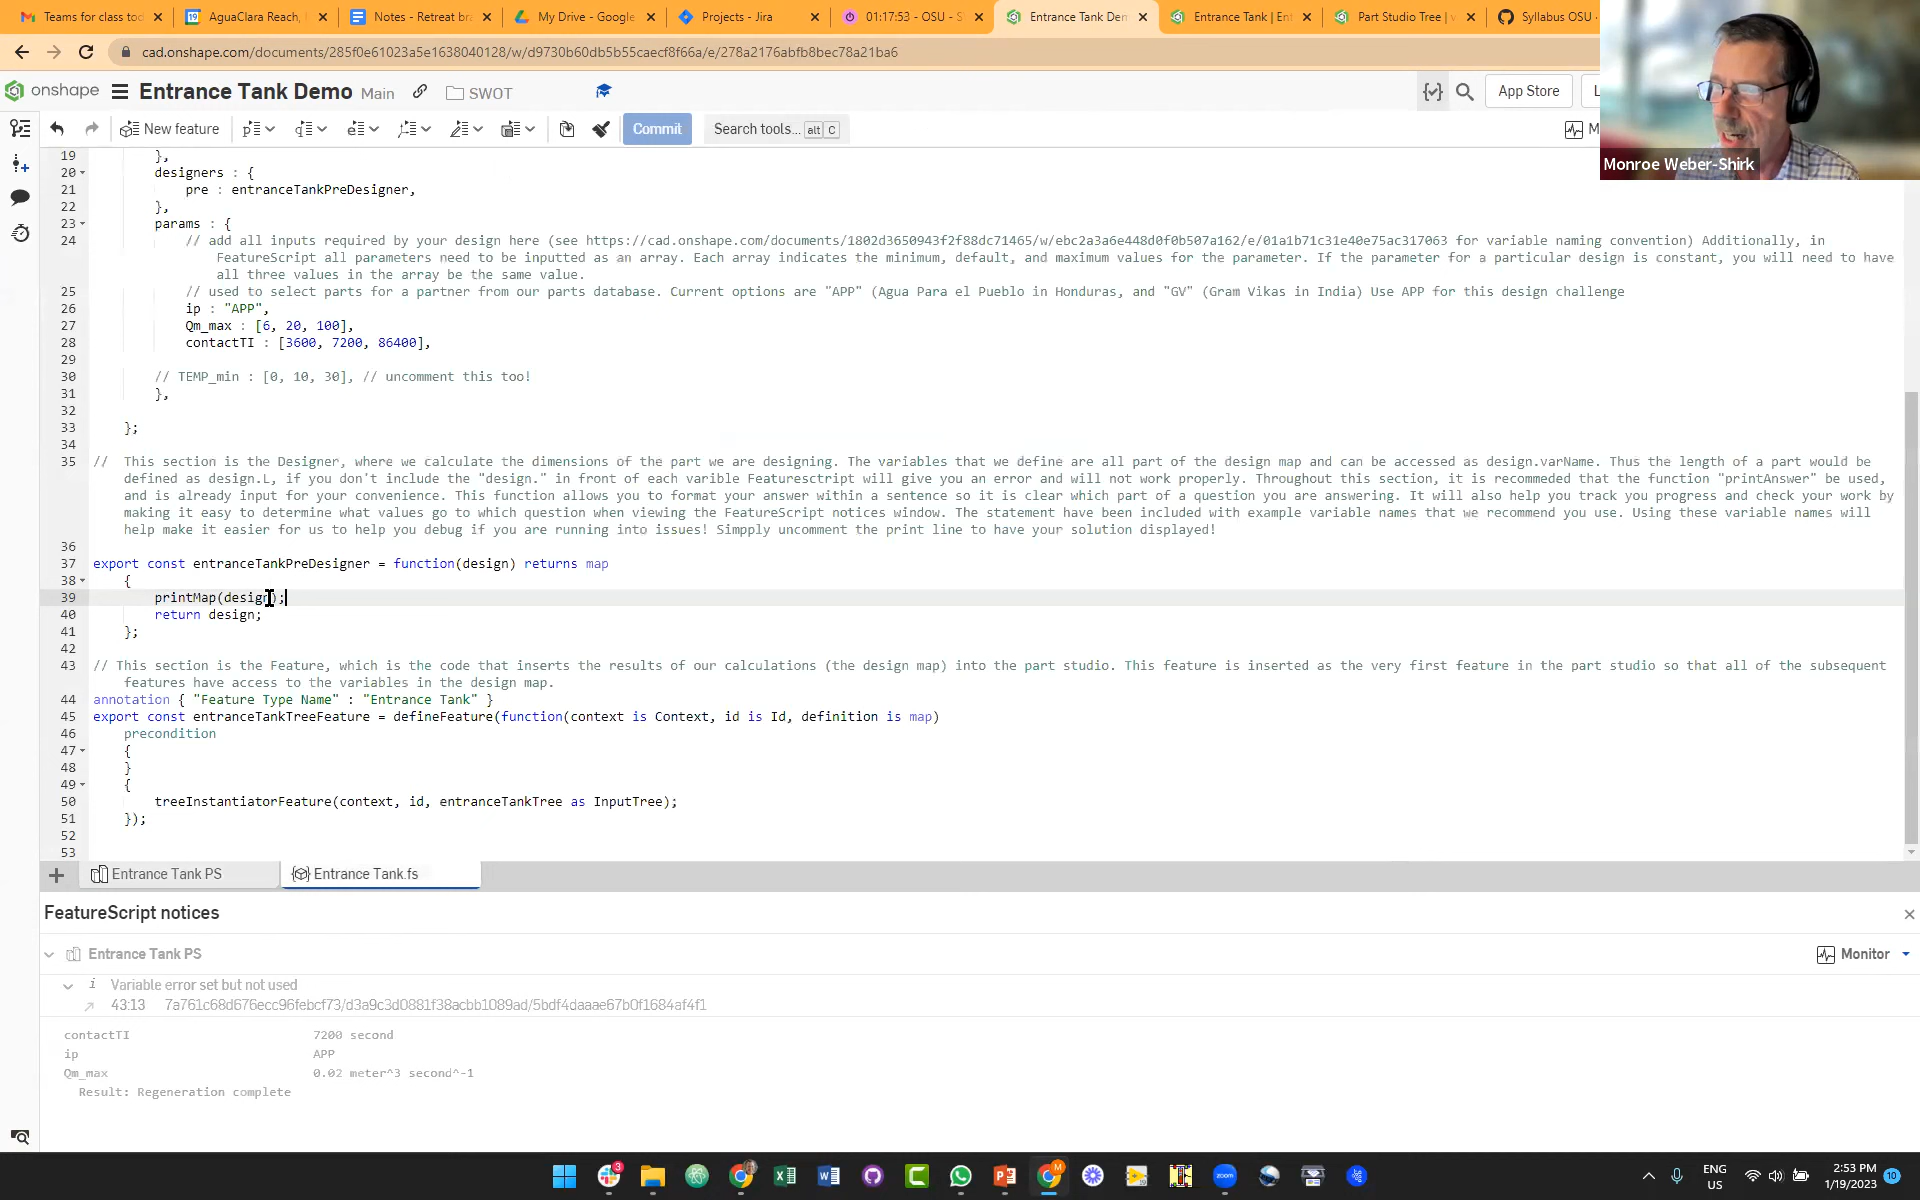 Teams for class tod
AguaClara Reach,
Notes - Retreat bra
My Drive - Google
Projects - Jira
01:17:53 - OSU - S
Entrance Tank Dem
Entrance Tank | Ent
Part Studio Tree | v
Syllabus OSU
cad.onshape.com/documents/285f0e61023a5e1638040128/w/d9730b60db5b55caecf8f66a/e/278a2176abfb8bec78a21ba6
onshape
Entrance Tank Demo Main SWOT
App Store
New feature
Commit
Search tools... alt C
Monroe Weber-Shirk
19 },
20 designers : {
21 pre : entranceTankPreDesigner,
22 },
23 params : {
24 // add all inputs required by your design here (see https://cad.onshape.com/documents/1802d3650943f2f88dc71465/w/ebc2a3a6e448d0f0b507a162/e/01a1b71c31e40e75ac317063 for variable naming convention) Additionally, in
FeatureScript all parameters need to be inputted as an array. Each array indicates the minimum, default, and maximum values for the parameter. If the parameter for a particular design is constant, you will need to have
all three values in the array be the same value.
25 // used to select parts for a partner from our parts database. Current options are "APP" (Agua Para el Pueblo in Honduras, and "GV" (Gram Vikas in India) Use APP for this design challenge
26 ip : "APP",
27 Qm_max : [6, 20, 100],
28 contactTI : [3600, 7200, 86400],
29
30 // TEMP_min : [0, 10, 30], // uncomment this too!
31 },
32
33 };
34
35 // This section is the Designer, where we calculate the dimensions of the part we are designing. The variables that we define are all part of the design map and can be accessed as design.varName. Thus the length of a part would be
defined as design.L, if you don't include the "design." in front of each varible Featuresctript will give you an error and will not work properly. Throughout this section, it is recommeded that the function "printAnswer" be used,
and is already input for your convenience. This function allows you to format your answer within a sentence so it is clear which part of a question you are answering. It will also help you track you progress and check your work by
making it easy to determine what values go to which question when viewing the FeatureScript notices window. The statement have been included with example variable names that we recommend you use. Using these variable names will
help make it easier for us to help you debug if you are running into issues! Simpply uncomment the print line to have your solution displayed!
36
37 export const entranceTankPreDesigner = function(design) returns map
38 {
39 printMap(design);
40 return design;
41 };
42
43 // This section is the Feature, which is the code that inserts the results of our calculations (the design map) into the part studio. This feature is inserted as the very first feature in the part studio so that all of the subsequent
features have access to the variables in the design map.
44 annotation { "Feature Type Name" : "Entrance Tank" }
45 export const entranceTankTreeFeature = defineFeature(function(context is Context, id is Id, definition is map)
46 precondition
47 {
48 }
49 {
50 treeInstantiatorFeature(context, id, entranceTankTree as InputTree);
51 });
52
53
Entrance Tank PS
Entrance Tank.fs
FeatureScript notices
Entrance Tank PS
Monitor
Variable error set but not used
43:13 7a761c68d676ecc96febcf73/d3a9c3d0881f38acbb1089ad/5bdf4daaae67b0f1684af4f1
contactTI 7200 second
ip APP
Qm_max 0.02 meter^3 second^-1
Result: Regeneration complete
ENG
US
2:53 PM
1/19/2023